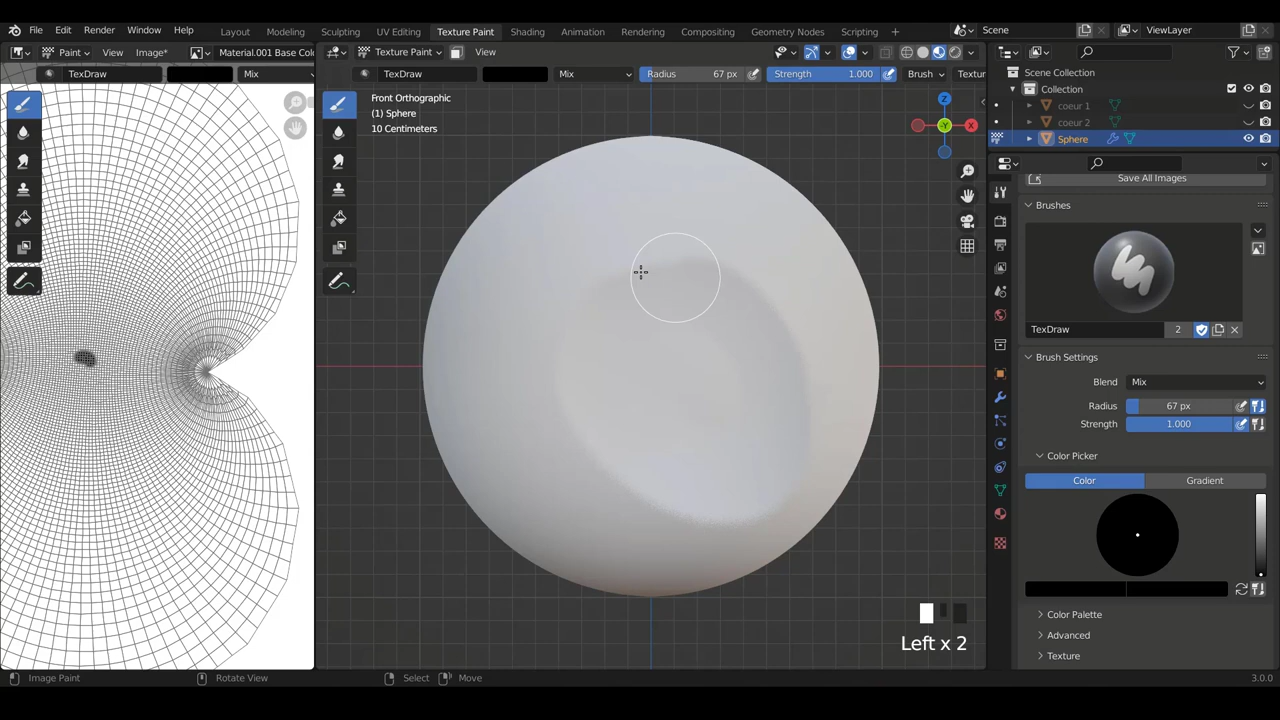 File Edit Render Window Help Layout Modeling Sculpting UV Editing Texture Paint Shading Animation Rendering Compositing Geometry Nodes Scripting + Scene ViewLayer
Paint View Image* Material.001 Base Col Texture Paint View
TexDraw Mix TexDraw Mix Radius 67 px Strength 1.000 Brush Textur
Scene Collection
Collection
coeur 1
coeur 2
Sphere
Front Orthographic
(1) Sphere
10 Centimeters
Z
-Y
X
Save All Images
Brushes
TexDraw 2
Brush Settings
Blend Mix
Radius 67 px
Strength 1.000
Color Picker
Color Gradient
Color Palette
Advanced
Texture
Left x 2
Image Paint Rotate View Select Move 3.0.0